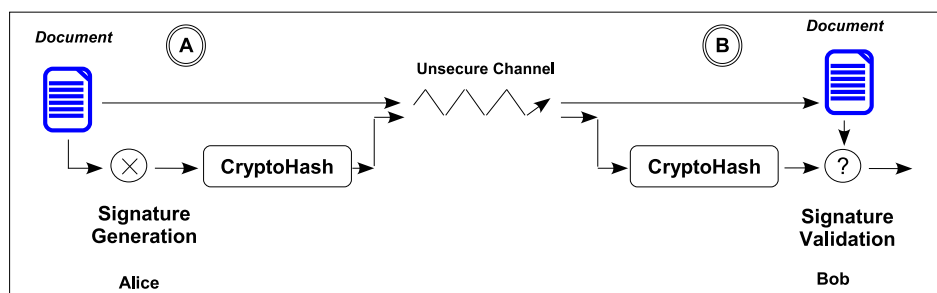 Document
A
B
Document
Unsecure Channel
CryptoHash
CryptoHash
?
Signature
Generation
Signature
Validation
Alice
Bob